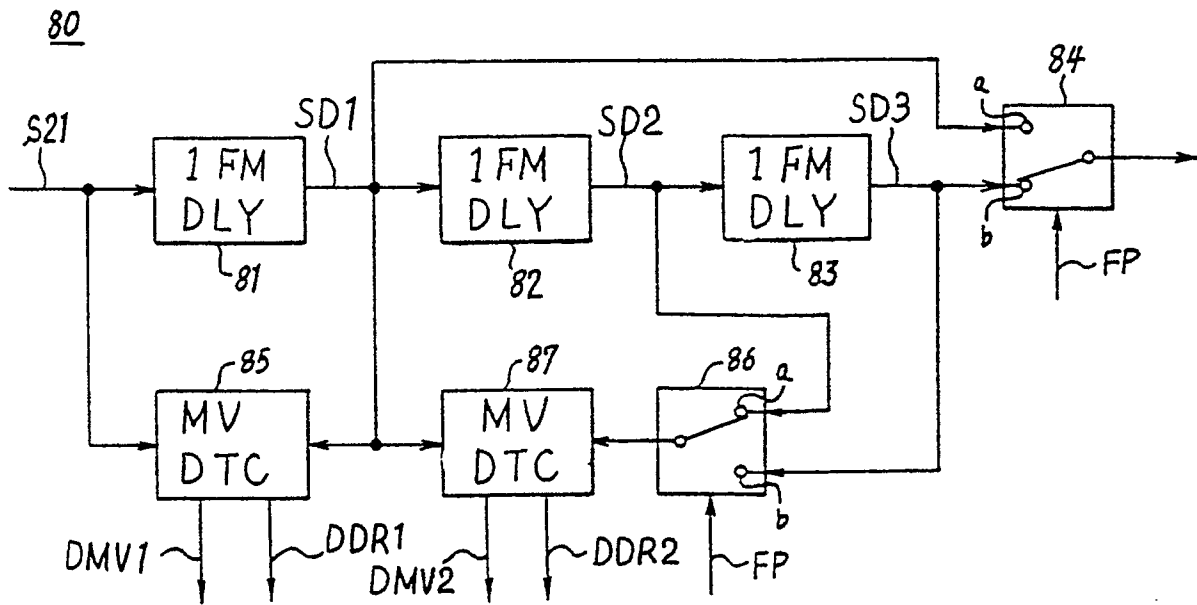 80
S21
1 FM
DLY
81
SD1
1 FM
DLY
82
SD2
1 FM
DLY
83
SD3
84
a
b
FP
85
MV
DTC
DMV1
DDR1
87
MV
DTC
DMV2
DDR2
86
a
b
FP